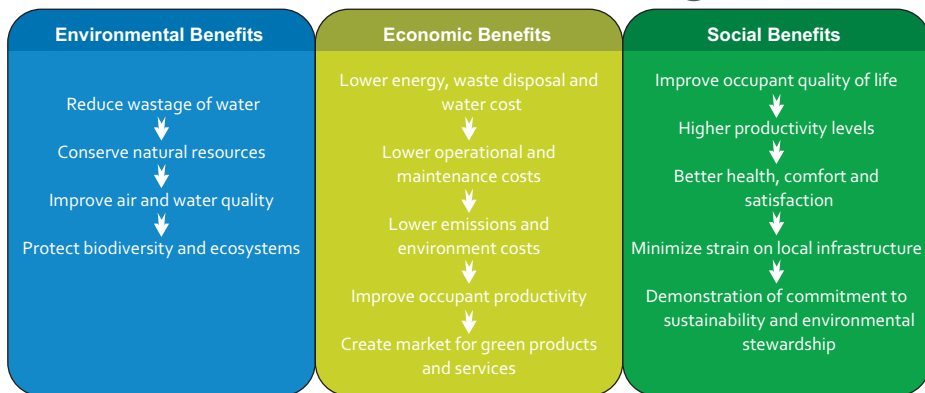 Environmental Benefits
Reduce wastage of water
Conserve natural resources
Improve air and water quality
Protect biodiversity and ecosystems
Economic Benefits
Lower energy, waste disposal and
water cost
Lower operational and
maintenance costs
Lower emissions and
environment costs
Improve occupant productivity
Create market for green products
and services
Social Benefits
Improve occupant quality of life
Higher productivity levels
Better health, comfort and
satisfaction
Minimize strain on local infrastructure
Demonstration of commitment to
sustainability and environmental
stewardship